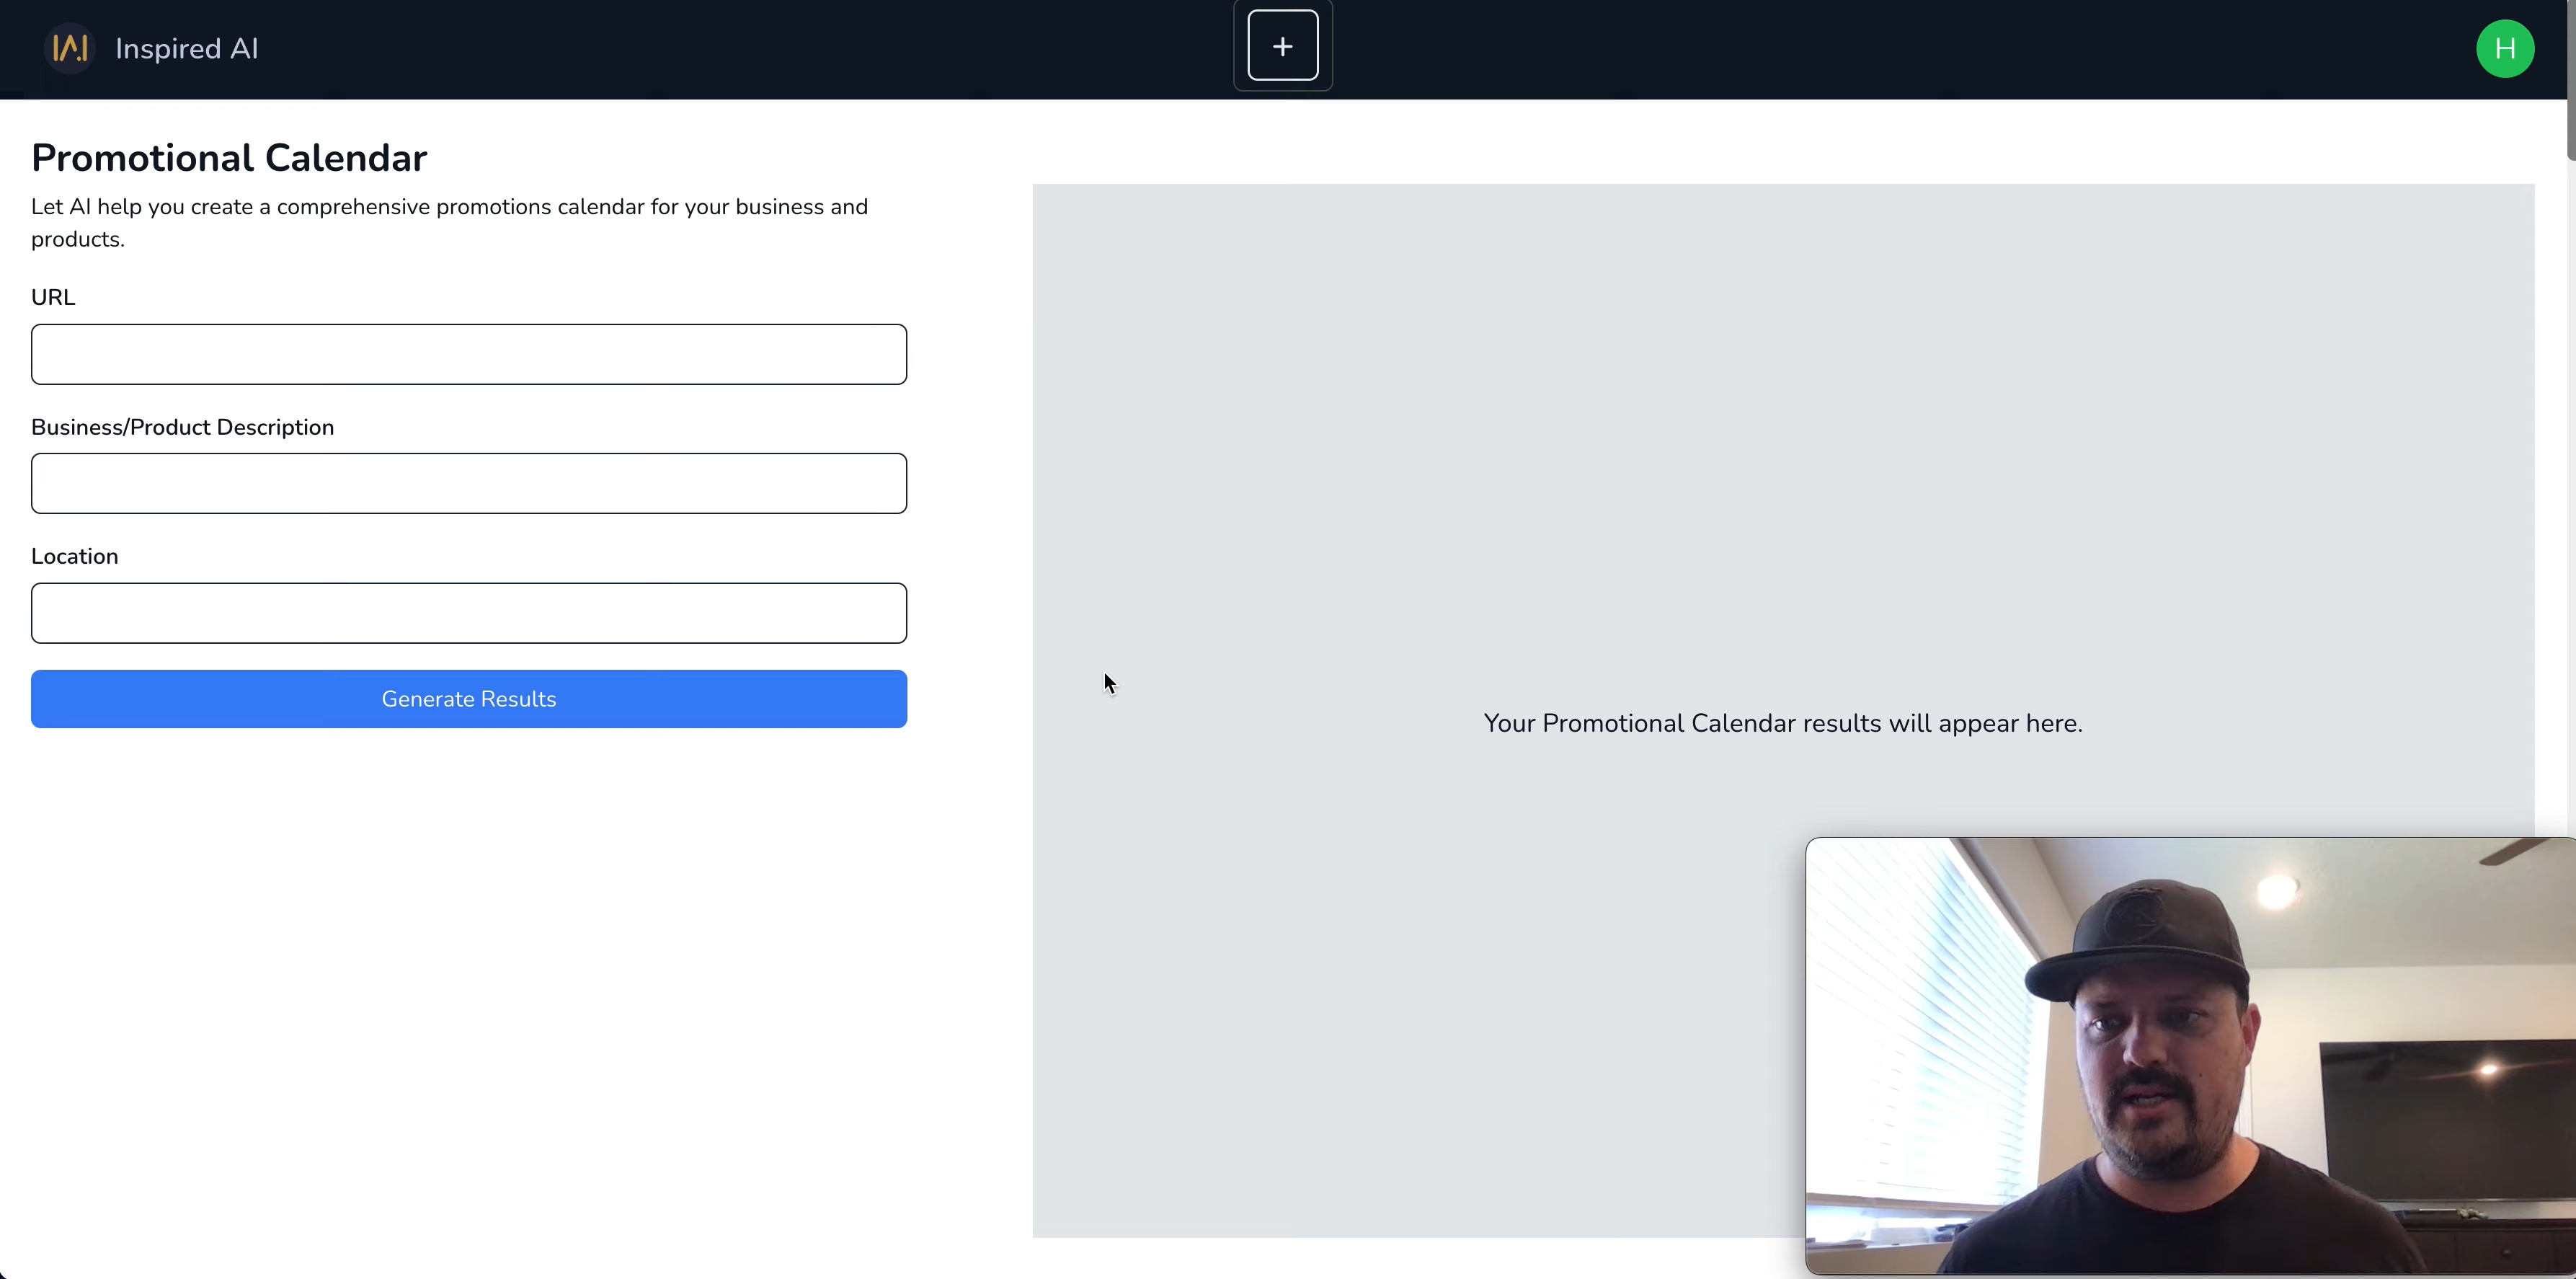 IA.I Inspired AI
+
H
Promotional Calendar
Let AI help you create a comprehensive promotions calendar for your business and
products.
URL
Business/Product Description
Location
Generate Results
Your Promotional Calendar results will appear here.